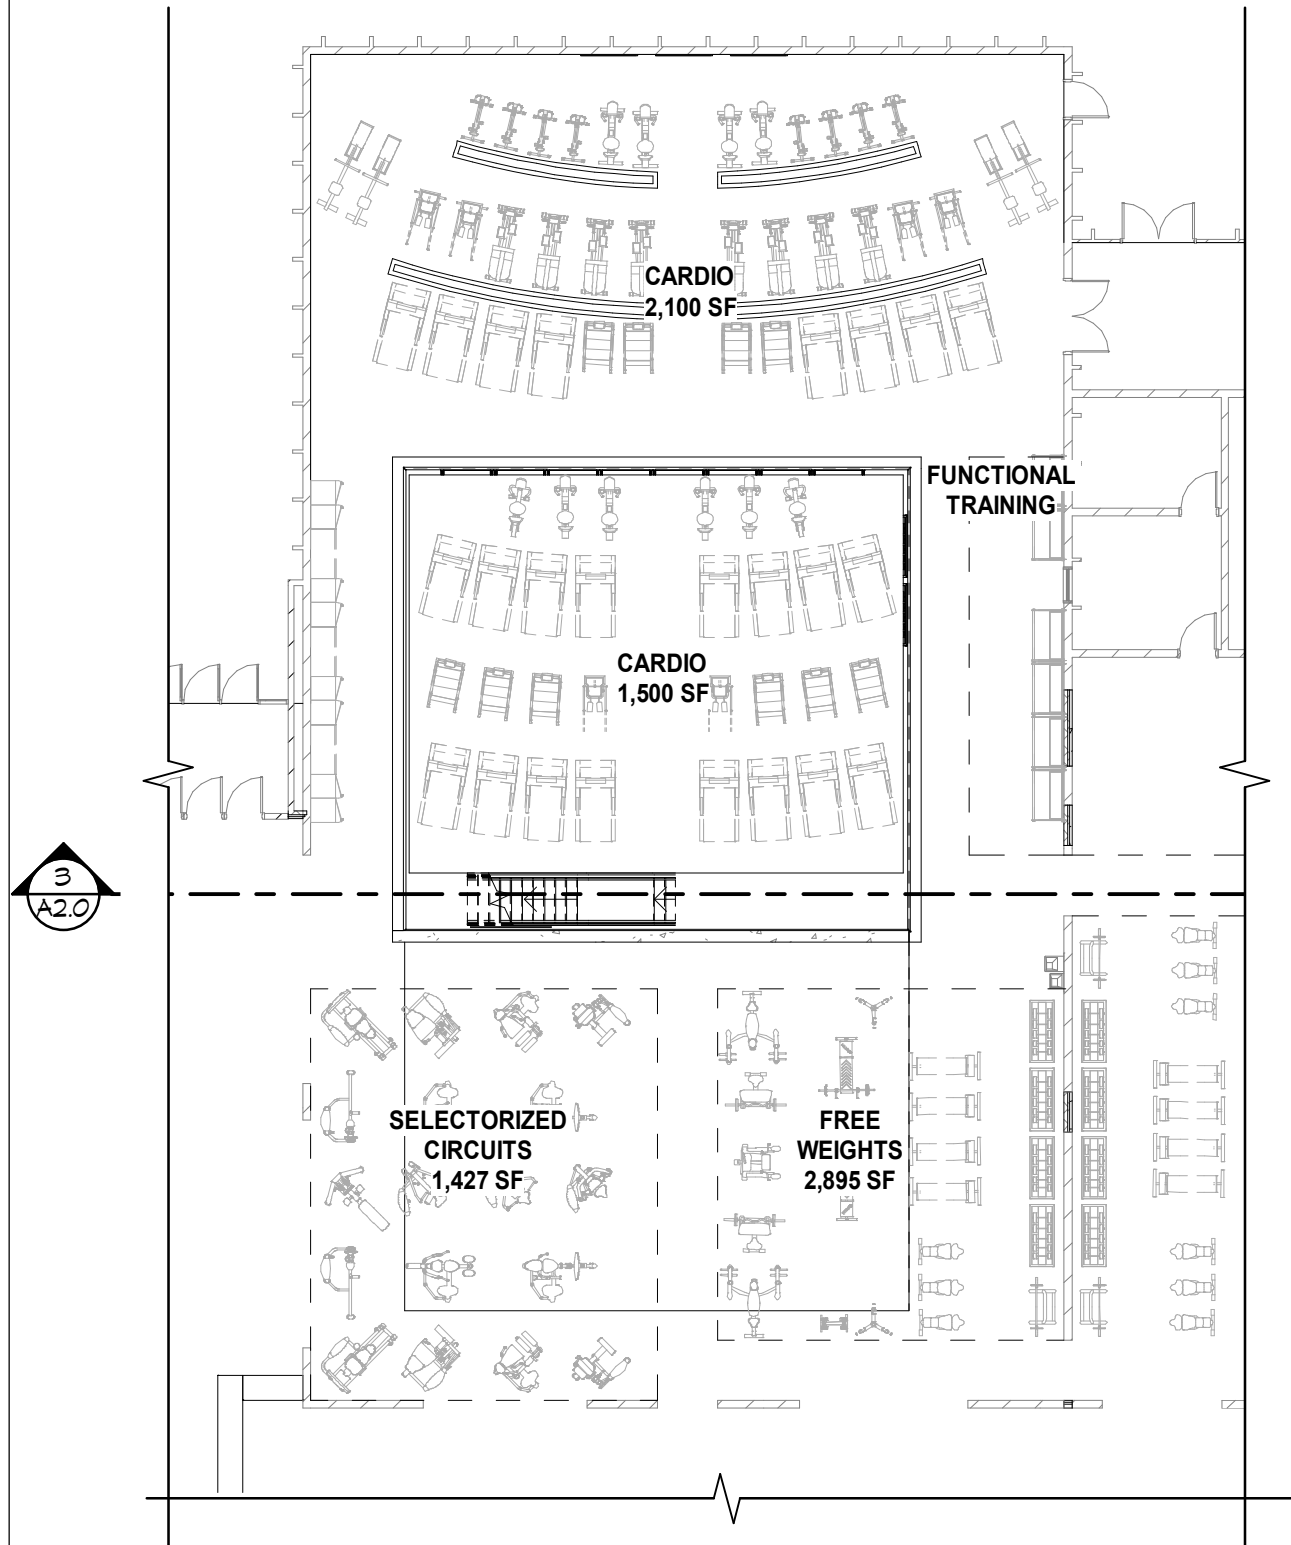 CARDIO
2,100 SF
FUNCTIONAL
TRAINING
CARDIO
1,500 SF
3
A2.0
SELECTORIZED
CIRCUITS
1,427 SF
FREE
WEIGHTS
2,895 SF